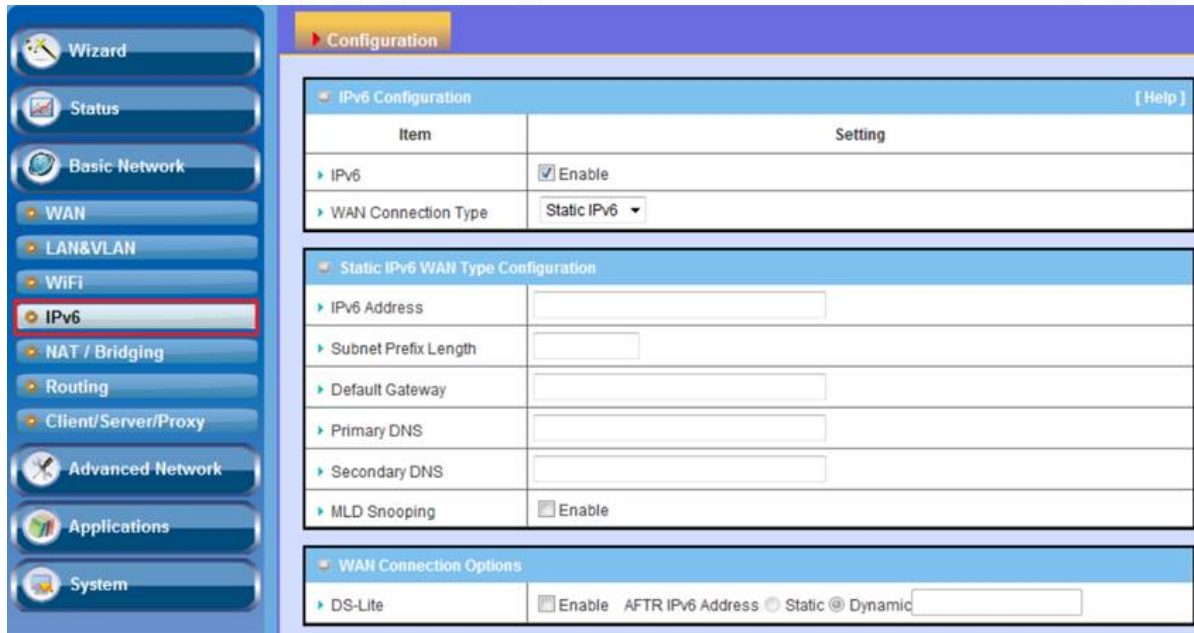 Wizard
Status
Basic Network
WAN
LAN&VLAN
WiFi
IPv6
NAT / Bridging
Routing
Client/Server/Proxy
Advanced Network
Applications
System
Configuration
IPv6 Configuration [ Help ]
Item Setting
IPv6 Enable
WAN Connection Type Static IPv6
Static IPv6 WAN Type Configuration
IPv6 Address
Subnet Prefix Length
Default Gateway
Primary DNS
Secondary DNS
MLD Snooping Enable
WAN Connection Options
DS-Lite Enable AFTR IPv6 Address Static Dynamic